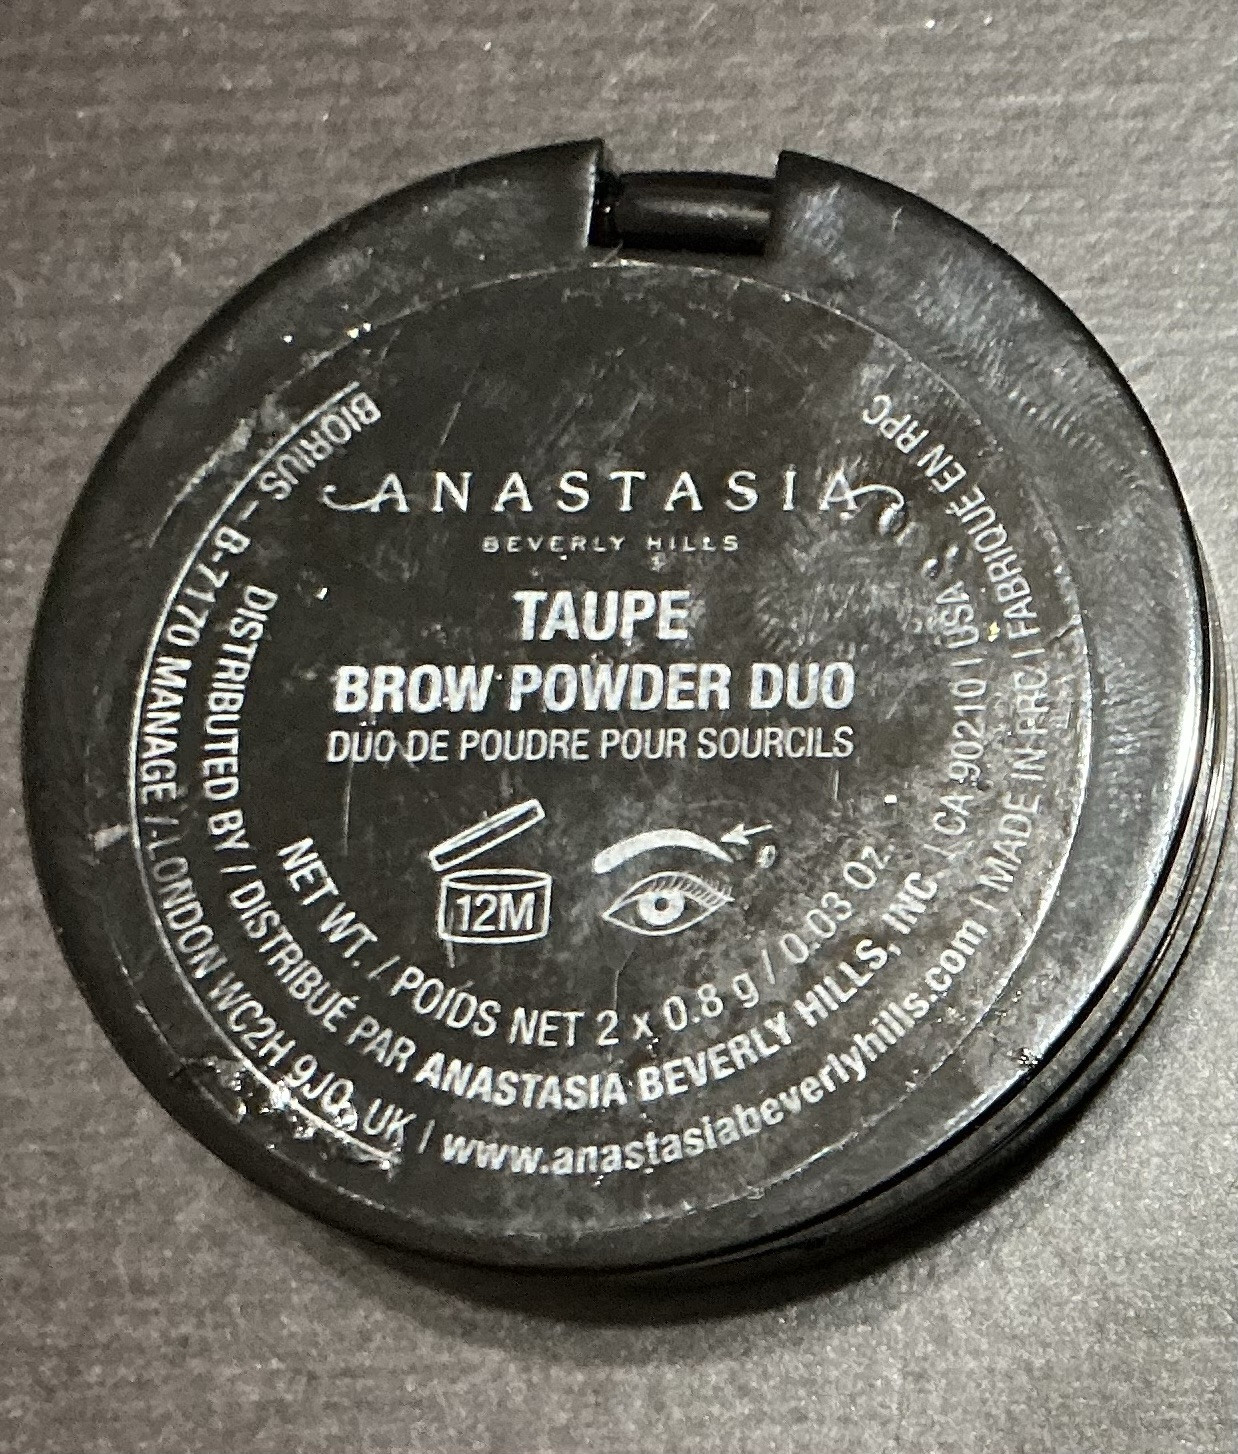 ANASTASIA
BEVERLY HILLS
TAUPE
BROW POWDER DUO
DUO DE POUDRE POUR SOURCILS
12M
NET WT. / POIDS NET 2 x 0.8 g / 0.03 Oz.
DISTRIBUTED BY / DISTRIBUÉ PAR ANASTASIA BEVERLY HILLS, INC | CA 90210 | USA
BIORIUS – B-7170 MANAGE / LONDON WC2H 9JQ, UK | www.anastasiabeverlyhills.com | MADE IN PRC / FABRIQUÉ EN RPC